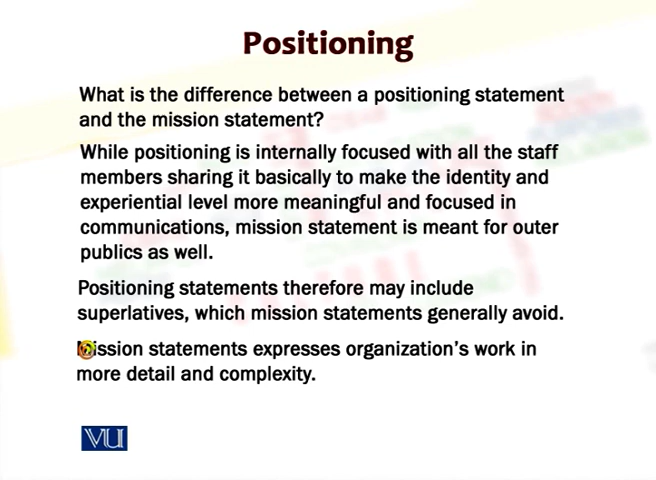 Positioning
What is the difference between a positioning statement
and the mission statement?
While positioning is internally focused with all the staff
members sharing it basically to make the identity and
experiential level more meaningful and focused in
communications, mission statement is meant for outer
publics as well.
Positioning statements therefore may include
superlatives, which mission statements generally avoid.
Mission statements expresses organization's work in
more detail and complexity.
VU